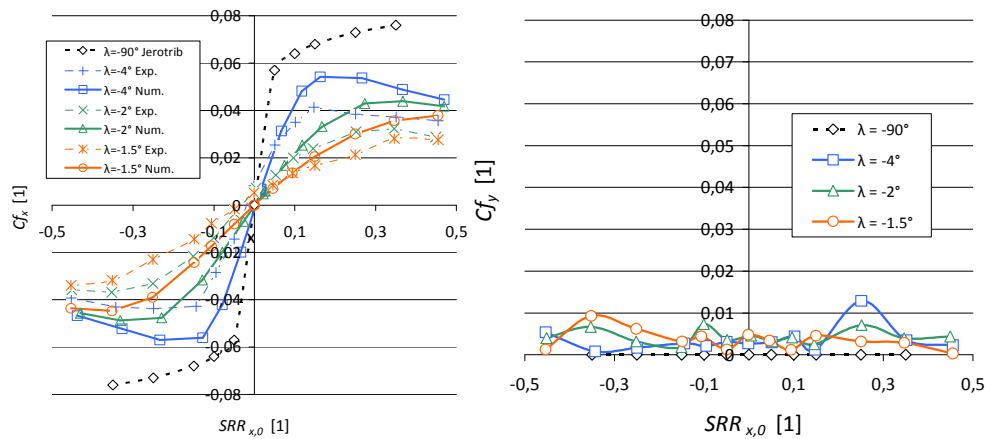 0,08
λ=-90° Jerotrib
λ=-4° Exp.
λ=-4° Num.
λ=-2° Exp.
λ=-2° Num.
λ=-1.5° Exp.
λ=-1.5° Num.
0,06
0,04
0,02
0
-0,02
-0,04
-0,06
-0,08
-0,5 -0,3 -0,1 0,1 0,3 0,5
Cf x [1]
SRR x,0 [1]
0,08
0,07
0,06
0,05
0,04
0,03
0,02
0,01
0
λ = -90°
λ = -4°
λ = -2°
λ = -1.5°
-0,5 -0,3 -0,1 0,1 0,3 0,5
Cf y [1]
SRR x,0 [1]